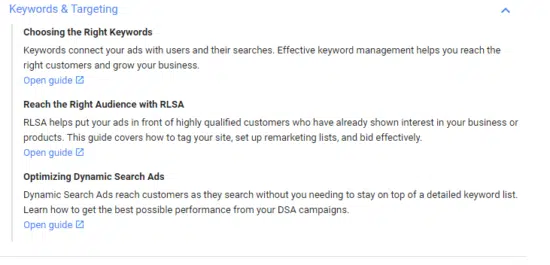 Keywords & Targeting
Choosing the Right Keywords
Keywords connect your ads with users and their searches. Effective keyword management helps you reach the
right customers and grow your business.
Open guide
Reach the Right Audience with RLSA
RLSA helps put your ads in front of highly qualified customers who have already shown interest in your business or
products. This guide covers how to tag your site, set up remarketing lists, and bid effectively.
Open guide
Optimizing Dynamic Search Ads
Dynamic Search Ads reach customers as they search without you needing to stay on top of a detailed keyword list.
Learn how to get the best possible performance from your DSA campaigns.
Open guide